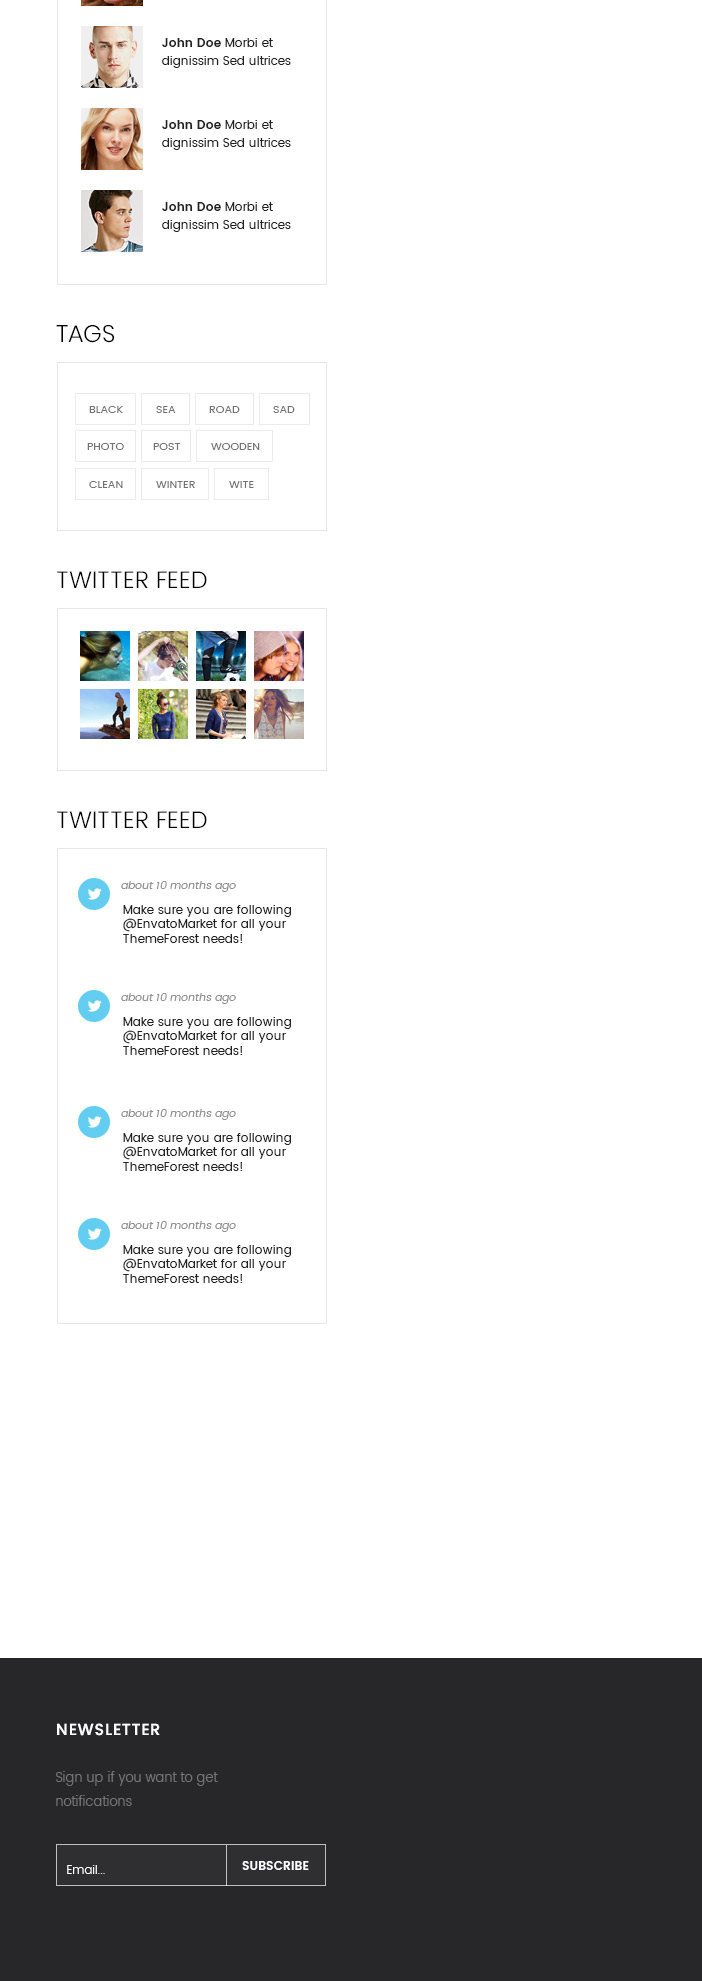 John Doe Morbi et
dignissim Sed ultrices
John Doe Morbi et
dignissim Sed ultrices
John Doe Morbi et
dignissim Sed ultrices
TAGS
BLACK SEA ROAD SAD
PHOTO POST WOODEN
CLEAN WINTER WITE
TWITTER FEED
TWITTER FEED
about 10 months ago
Make sure you are following
@EnvatoMarket for all your
ThemeForest needs!
about 10 months ago
Make sure you are following
@EnvatoMarket for all your
ThemeForest needs!
about 10 months ago
Make sure you are following
@EnvatoMarket for all your
ThemeForest needs!
about 10 months ago
Make sure you are following
@EnvatoMarket for all your
ThemeForest needs!
NEWSLETTER
Sign up if you want to get
notifications
Email... SUBSCRIBE